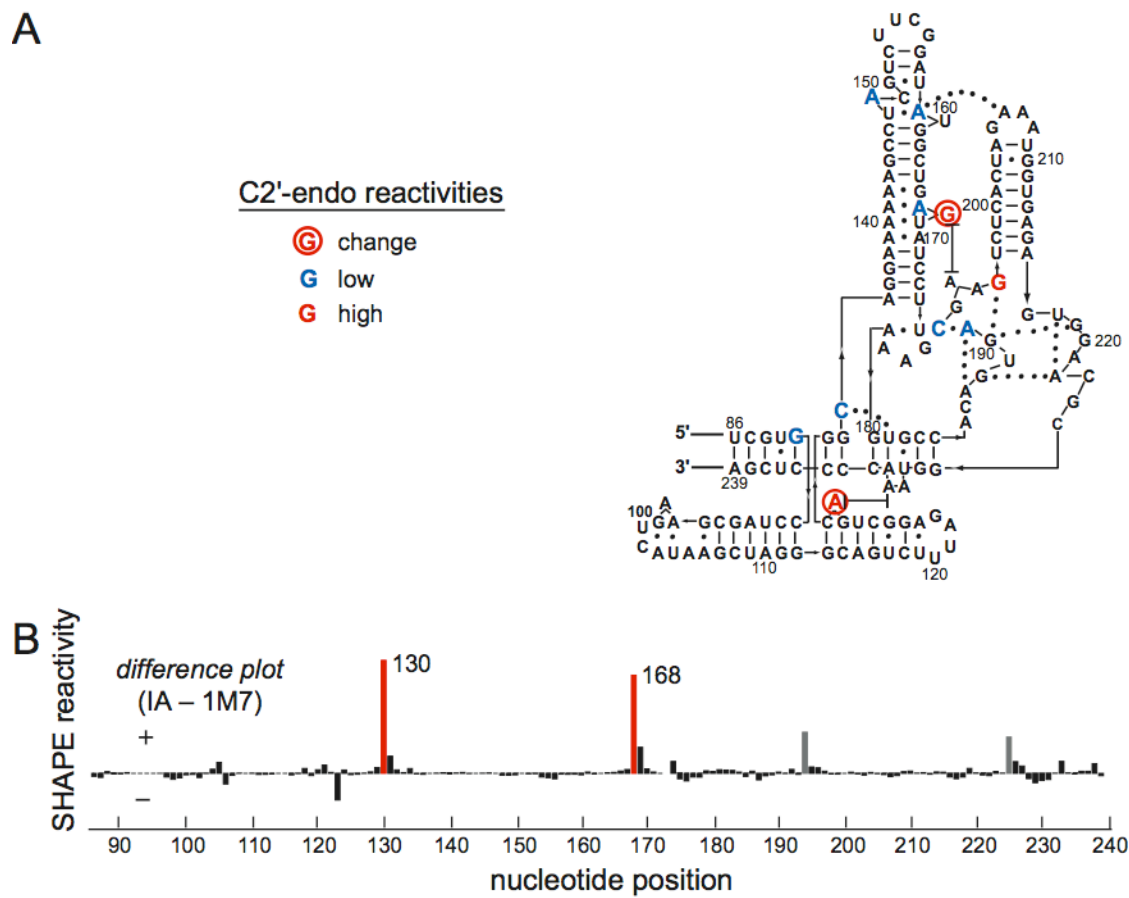 A
C2'-endo reactivities
G change
G low
G high
U U C G
U C U G
G A U
150
A C
A U
160
U C C G A A A A A G G A
140
G G C U G A U A U C C U
G
170
200
G A U C A C U C U
A A A
U G G U G A G A
210
A A G
G
C A G
190
U
G
A
C
A
G U G G
220
A A C
G
C
A A A G U
C
180
86
5' U C G U G G G G U G C C
3' A G C U C C C C A U G G
239
A A
A
A
100 U G A G C G A U C C C G U C G G A G A
C A U A A G C U A G G G C A G U C U U U
110
120
B
difference plot
(IA – 1M7)
+
–
SHAPE reactivity
130
168
90 100 110 120 130 140 150 160 170 180 190 200 210 220 230 240
nucleotide position